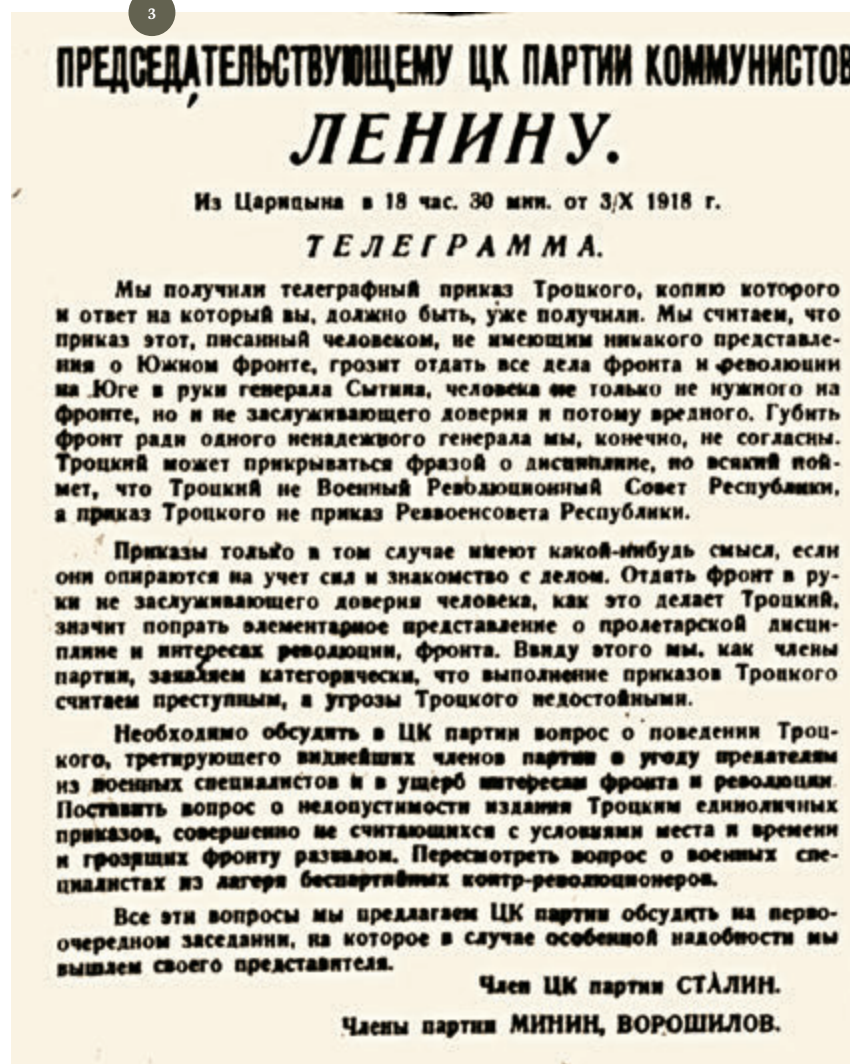 3
ПРЕДСЕДАТЕЛЬСТВУЮЩЕМУ ЦК ПАРТИИ КОММУНИСТОВ
ЛЕНИНУ.
Из Царицына в 18 час. 30 мин. от 3/X 1918 г.
ТЕЛЕГРАММА.
Мы получили телеграфный приказ Троцкого, копию которого
и ответ на который вы, должно быть, уже получили. Мы считаем, что
приказ этот, писанный человеком, не имеющим никакого представле-
ния о Южном фронте, грозит отдать все дела фронта и революции
на Юге в руки генерала Сытина, человека не только не нужного на
фронте, но и не заслуживающего доверия и потому вредного. Губить
фронт ради одного ненадежного генерала мы, конечно, не согласны.
Троцкий может прикрываться фразой о дисциплине, но всякий пой-
мет, что Троцкий не Военный Революционный Совет Республики,
а приказ Троцкого не приказ Реввоенсовета Республики.
Приказы только в том случае имеют какой-нибудь смысл, если
они опираются на учет сил и знакомство с делом. Отдать фронт в ру-
ки не заслуживающего доверия человека, как это делает Троцкий,
значит попрать элементарное представление о пролетарской дисци-
плине и интересах революции, фронта. Ввиду этого мы, как члены
партии, заявляем категорически, что выполнение приказов Троцкого
считаем преступным, а угрозы Троцкого недостойными.
Необходимо обсудить в ЦК партии вопрос о поведении Троц-
кого, третирующего виднейших членов партии в угоду предателям
из военных специалистов и в ущерб интересам фронта и революции.
Поставить вопрос о недопустимости издания Троцким единоличных
приказов, совершенно не считающихся с условиями места и времени
и грозящих фронту развалом. Пересмотреть вопрос о военных спе-
циалистах из лагеря беспартийных контр-революционеров.
Все эти вопросы мы предлагаем ЦК партии обсудить на перво-
очередном заседании, на которое в случае особенной надобности мы
вышлем своего представителя.
Член ЦК партии СТАЛИН.
Члены партии МИНИН, ВОРОШИЛОВ.